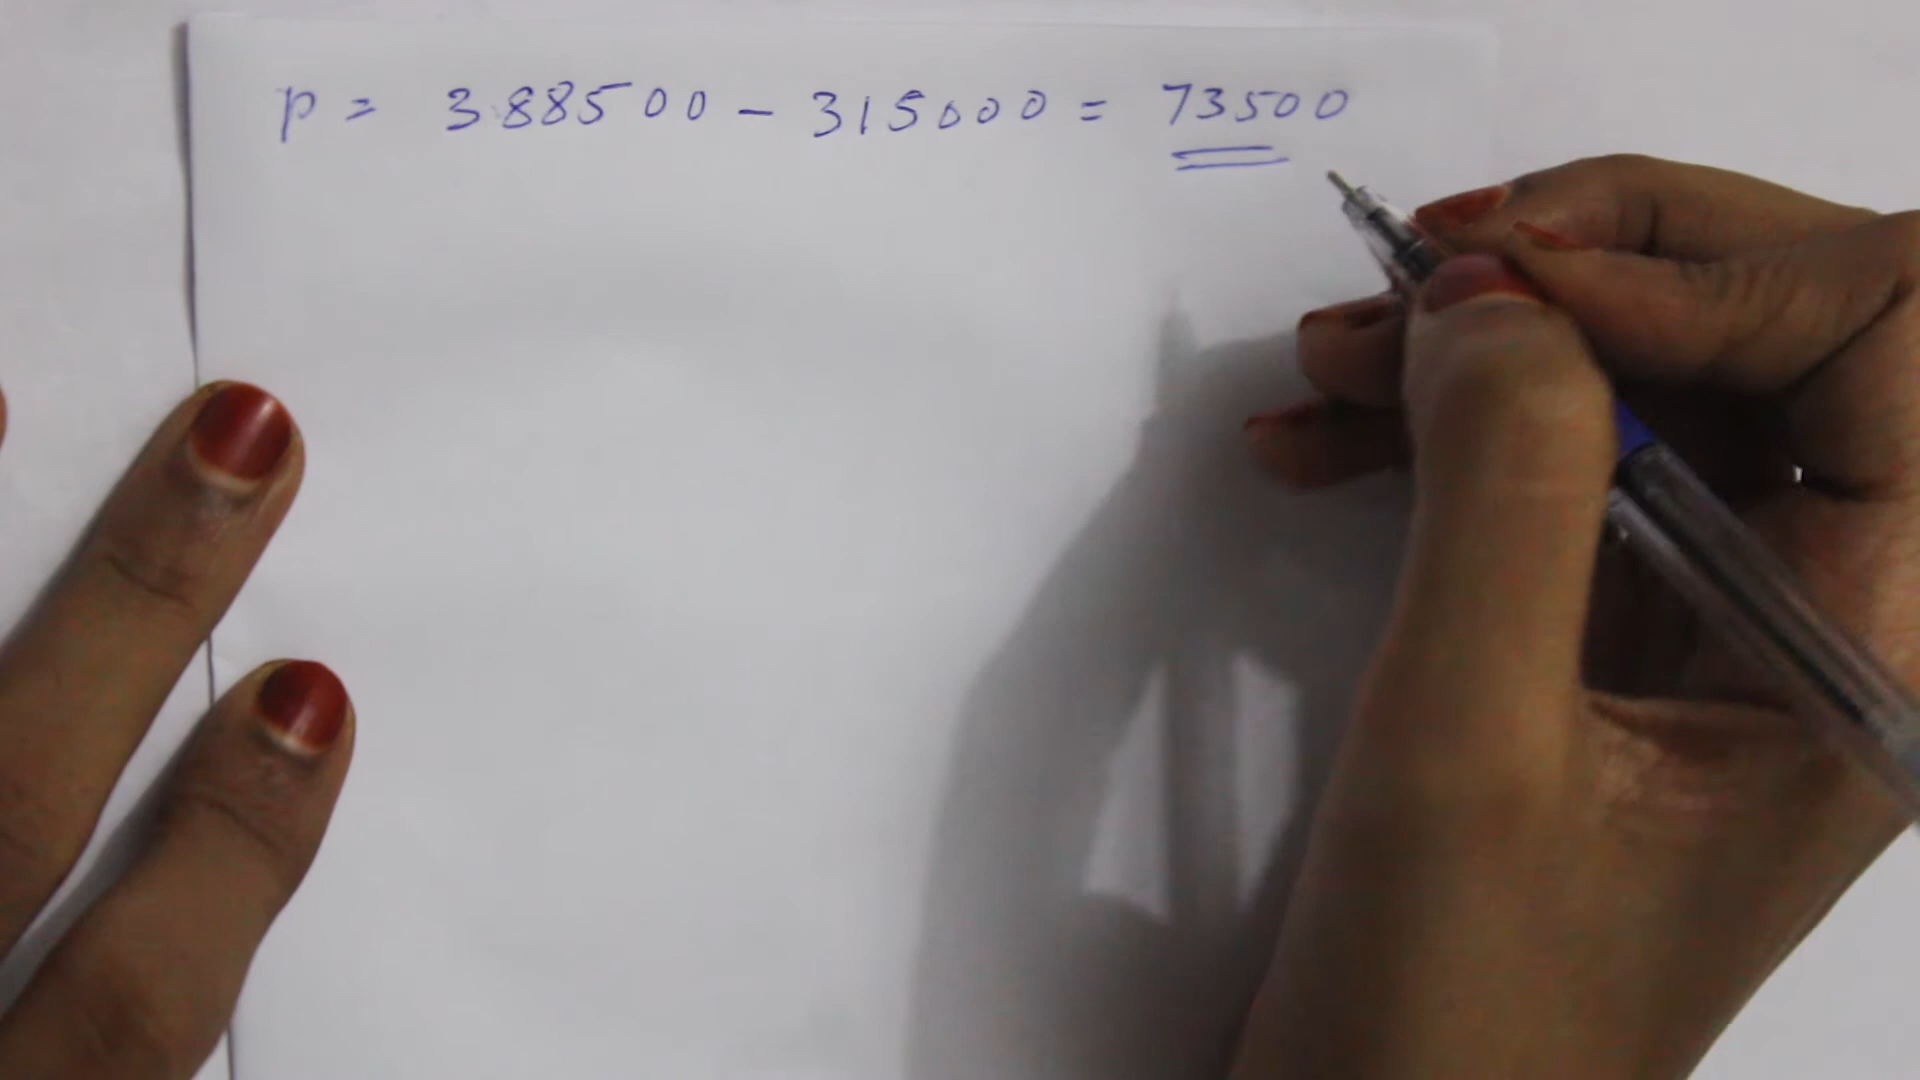 P = 388500 - 315000 = 73500